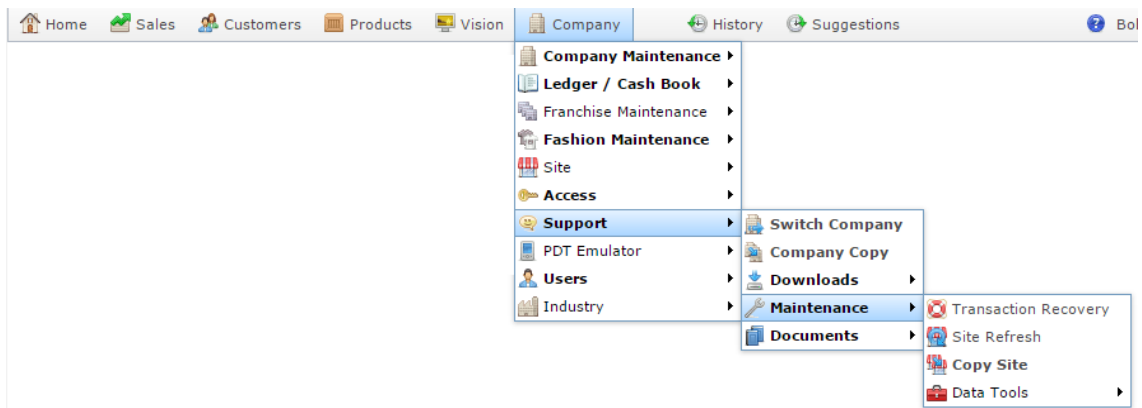 Home Sales Customers Products Vision Company History Suggestions Bol
Company Maintenance
Ledger / Cash Book
Franchise Maintenance
Fashion Maintenance
Site
Access
Support Switch Company
PDT Emulator Company Copy
Users Downloads
Industry Maintenance Transaction Recovery
Documents Site Refresh
Copy Site
Data Tools